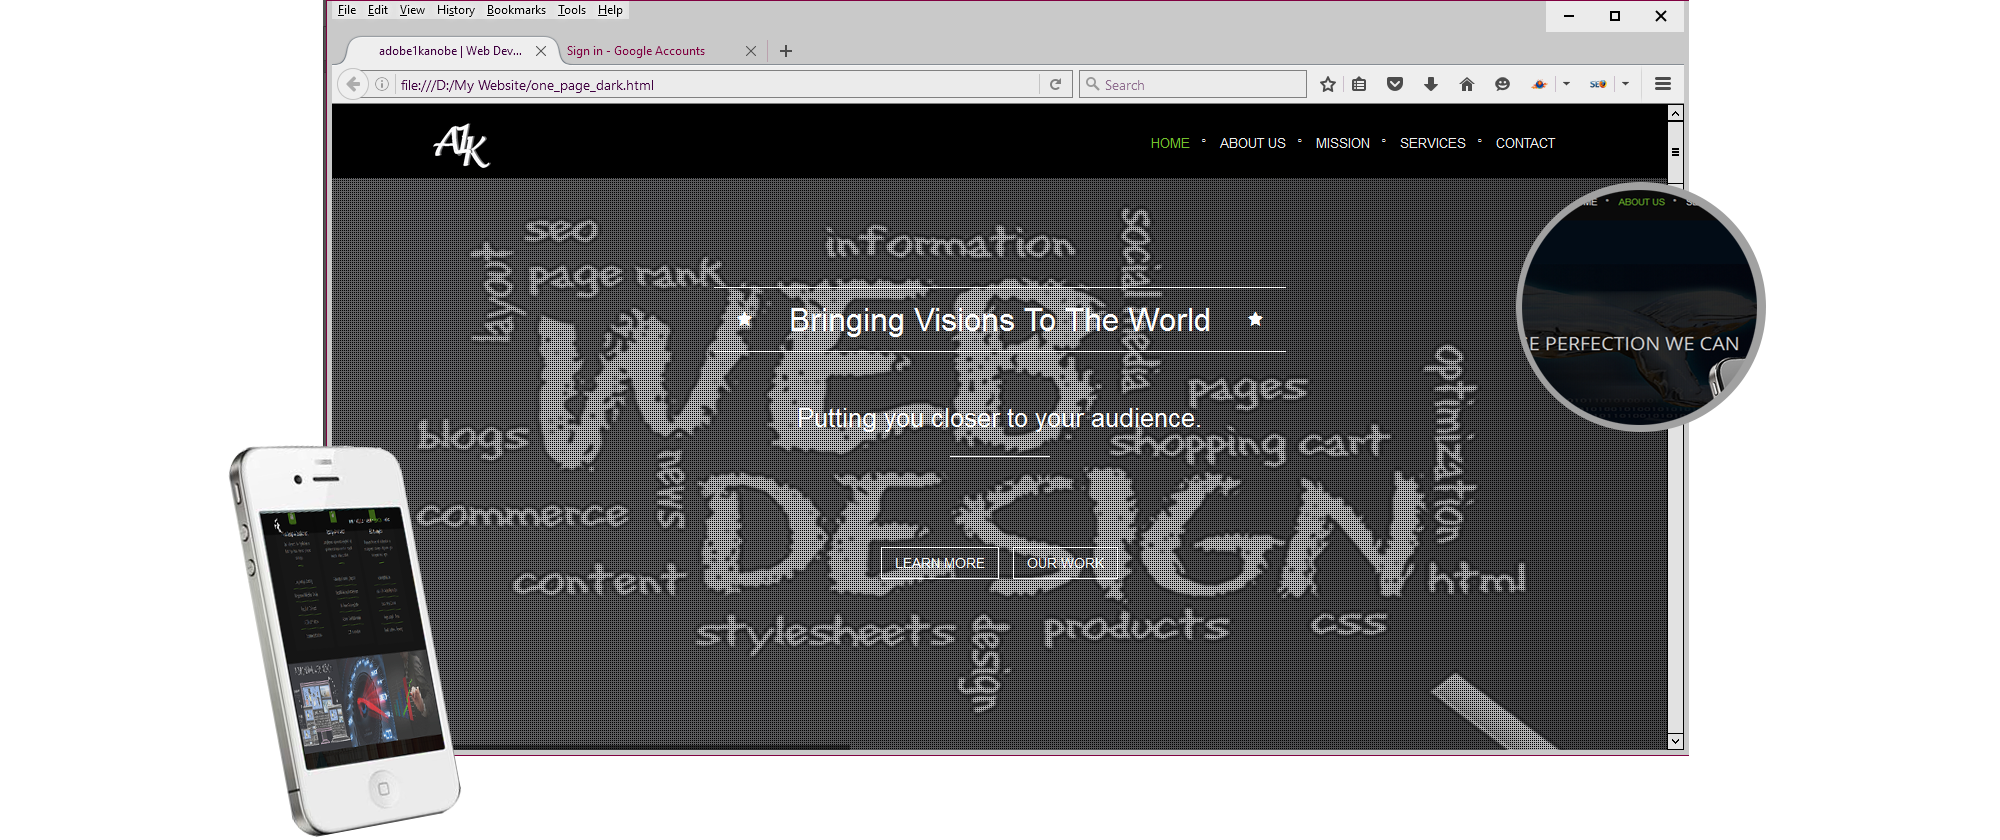 File Edit View History Bookmarks Tools Help
adobe1kanobe | Web Dev... Sign in - Google Accounts
file:///D:/My Website/one_page_dark.html Search SEO
A1K HOME ABOUT US MISSION SERVICES CONTACT
ABOUT US
E PERFECTION WE CAN
seo
information
social media
layout
page rank
WEB
Bringing Visions To The World
optimization
pages
Putting you closer to your audience.
blogs
shopping cart
news
commerce
DESIGN
LEARN MORE OUR WORK
content
html
stylesheets
design
products
css